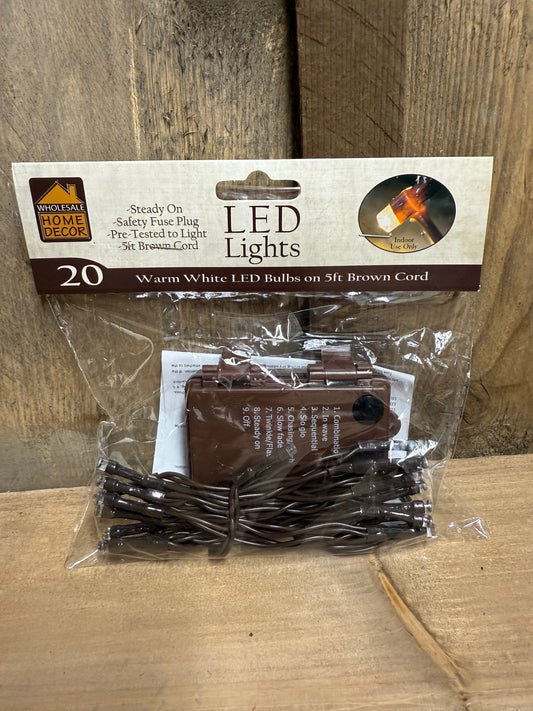 WHOLESALE
HOME
DECOR
-Steady On
-Safety Fuse Plug
-Pre-Tested to Light
-5ft Brown Cord
LED
Lights
Indoor
Use Only
20
Warm White LED Bulbs on 5ft Brown Cord
1. Combinatio
2. In wave
3. Sequential
4. Slo glo
5. Chasing
6. Slow fade
7. Twinkle/Flas
8. Steady on
9. Off